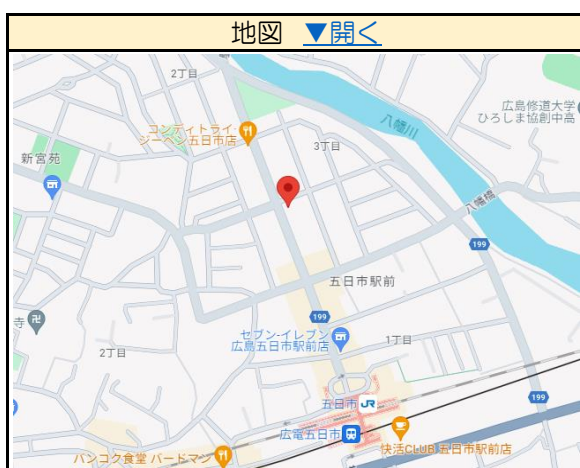 地図 ▼開く
2丁目
コンディトライ・
ジーベン五日市店
3丁目
八幡川
広島修道大学
ひろしま協創中高
新宮苑
八幡橋
199
五日市駅前
199
寺
セブン-イレブン
広島五日市駅前店
1丁目
2丁目
五日市 JR
広電五日市
快活CLUB 五日市駅前店
バンコク食堂 バードマン